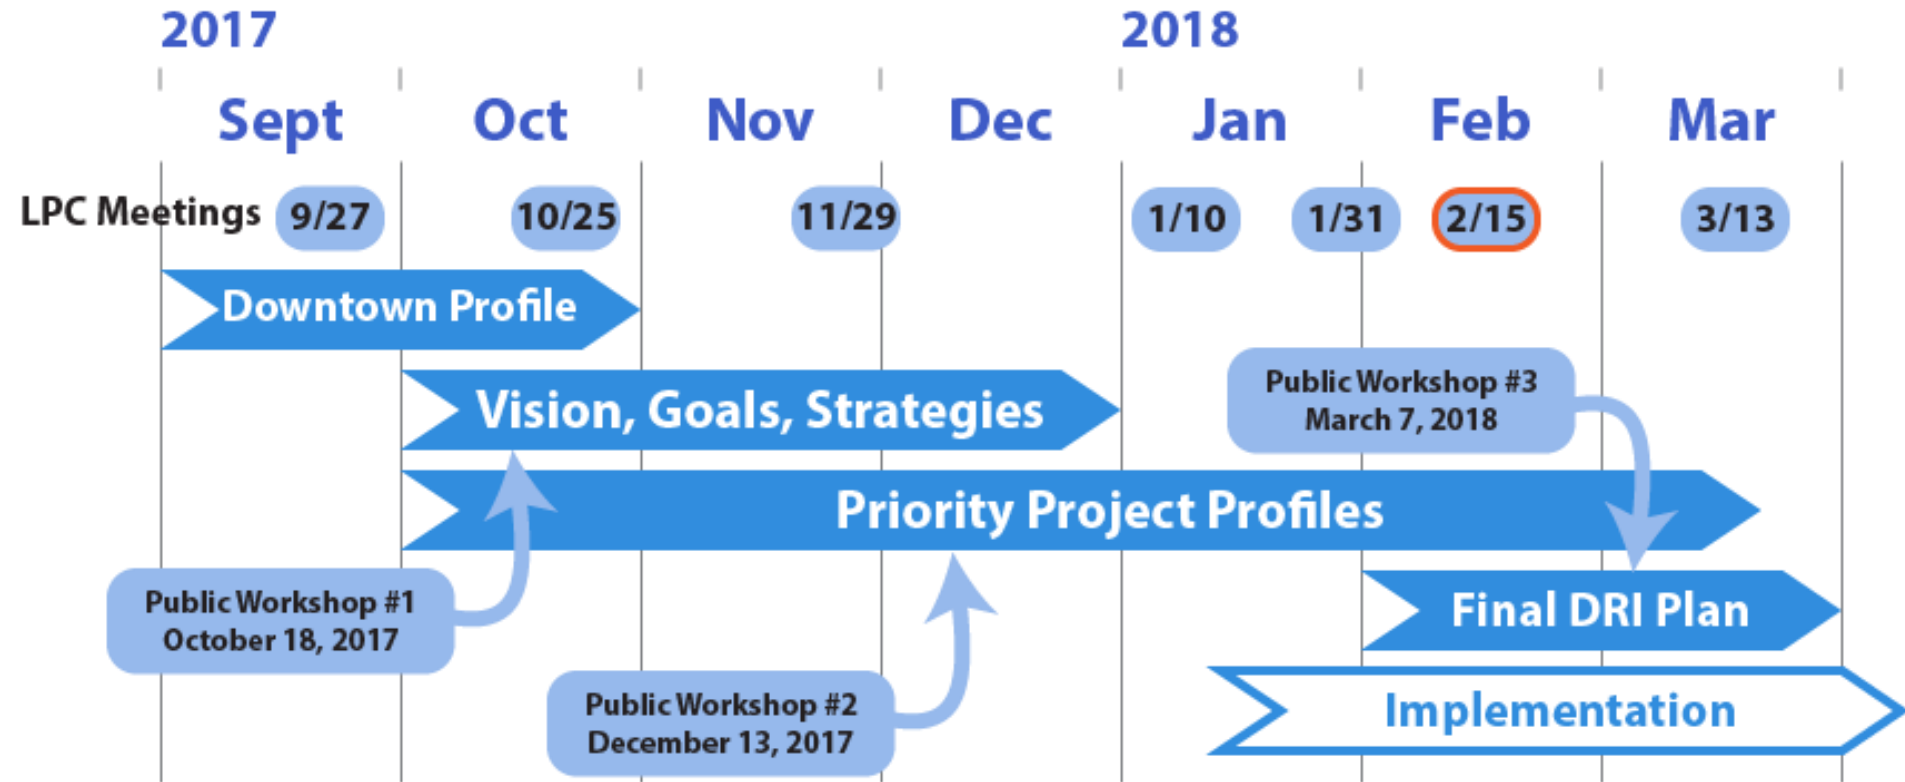 2017 2018
Sept Oct Nov Dec Jan Feb Mar
LPC Meetings 9/27 10/25 11/29 1/10 1/31 2/15 3/13
Downtown Profile
Vision, Goals, Strategies
Public Workshop #3
March 7, 2018
Priority Project Profiles
Public Workshop #1
October 18, 2017
Final DRI Plan
Public Workshop #2
December 13, 2017
Implementation